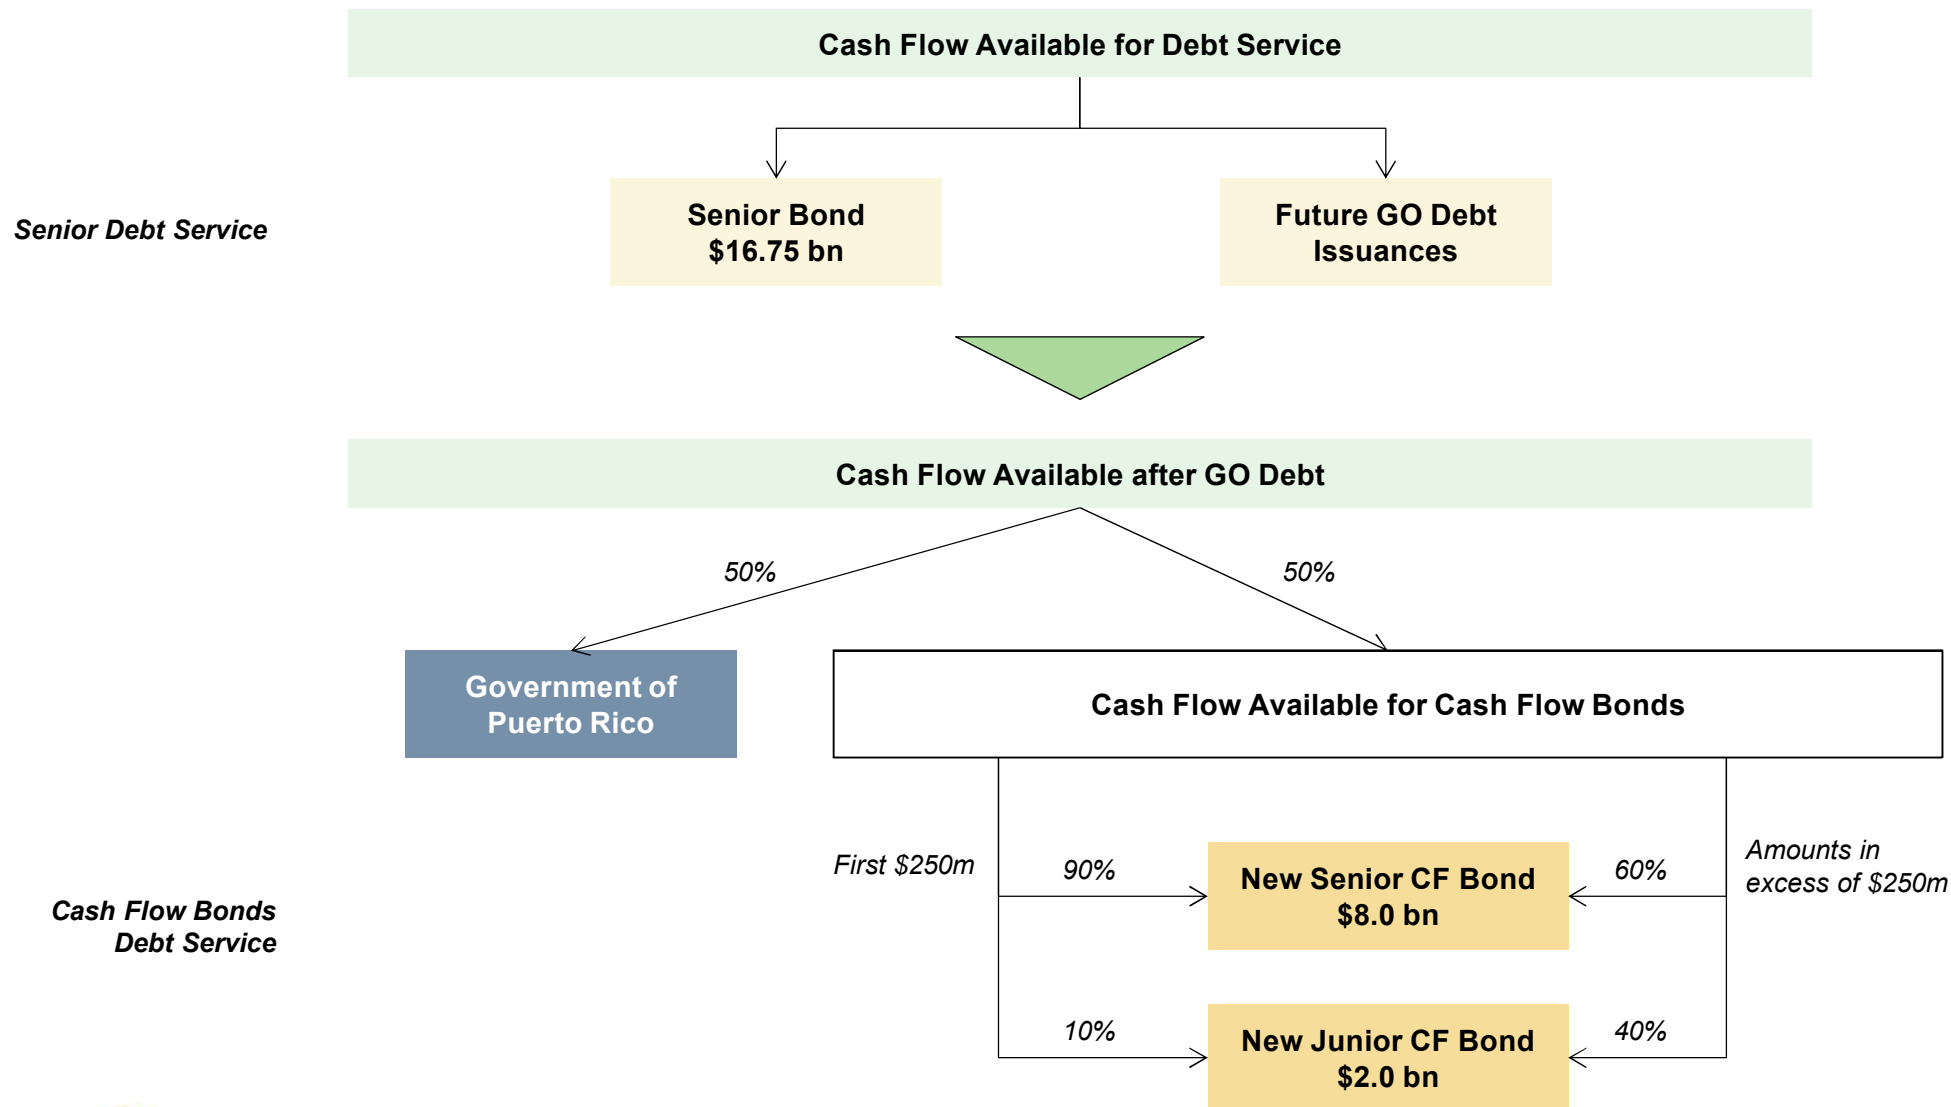 Cash Flow Available for Debt Service
Senior Debt Service
Senior Bond
$16.75 bn
Future GO Debt
Issuances
Cash Flow Available after GO Debt
50%
50%
Government of
Puerto Rico
Cash Flow Available for Cash Flow Bonds
First $250m
90%
New Senior CF Bond
$8.0 bn
60%
Amounts in
excess of $250m
Cash Flow Bonds
Debt Service
10%
New Junior CF Bond
$2.0 bn
40%